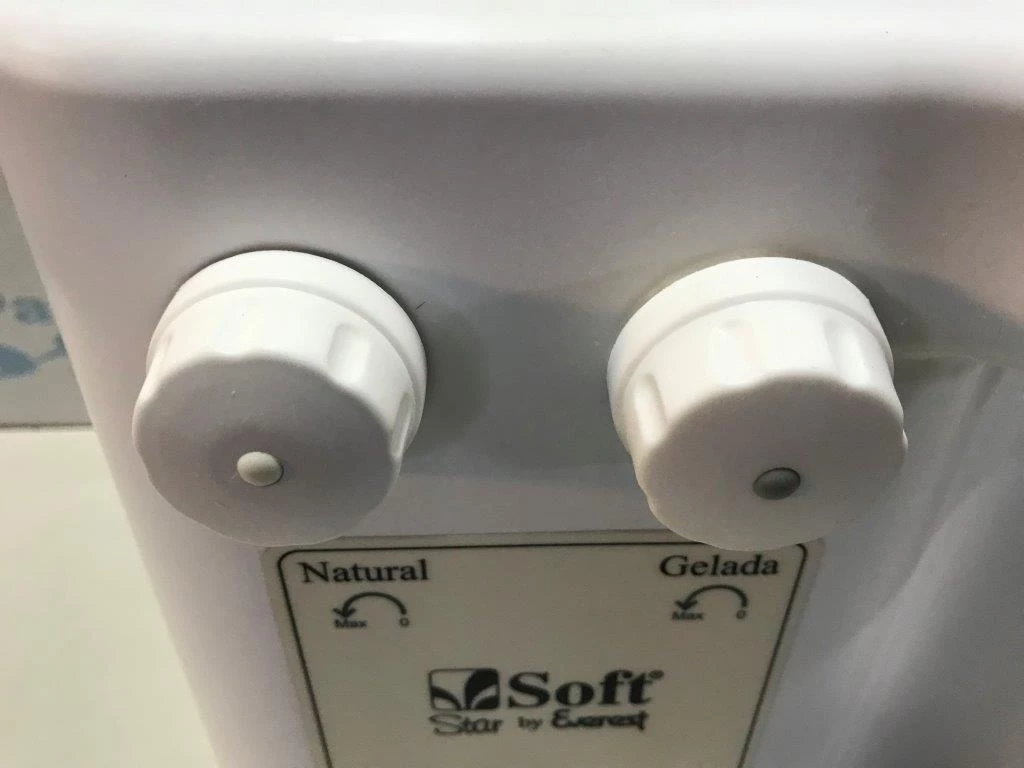 Natural Gelada
Max 0 Max 0
Soft®
Star by Everest